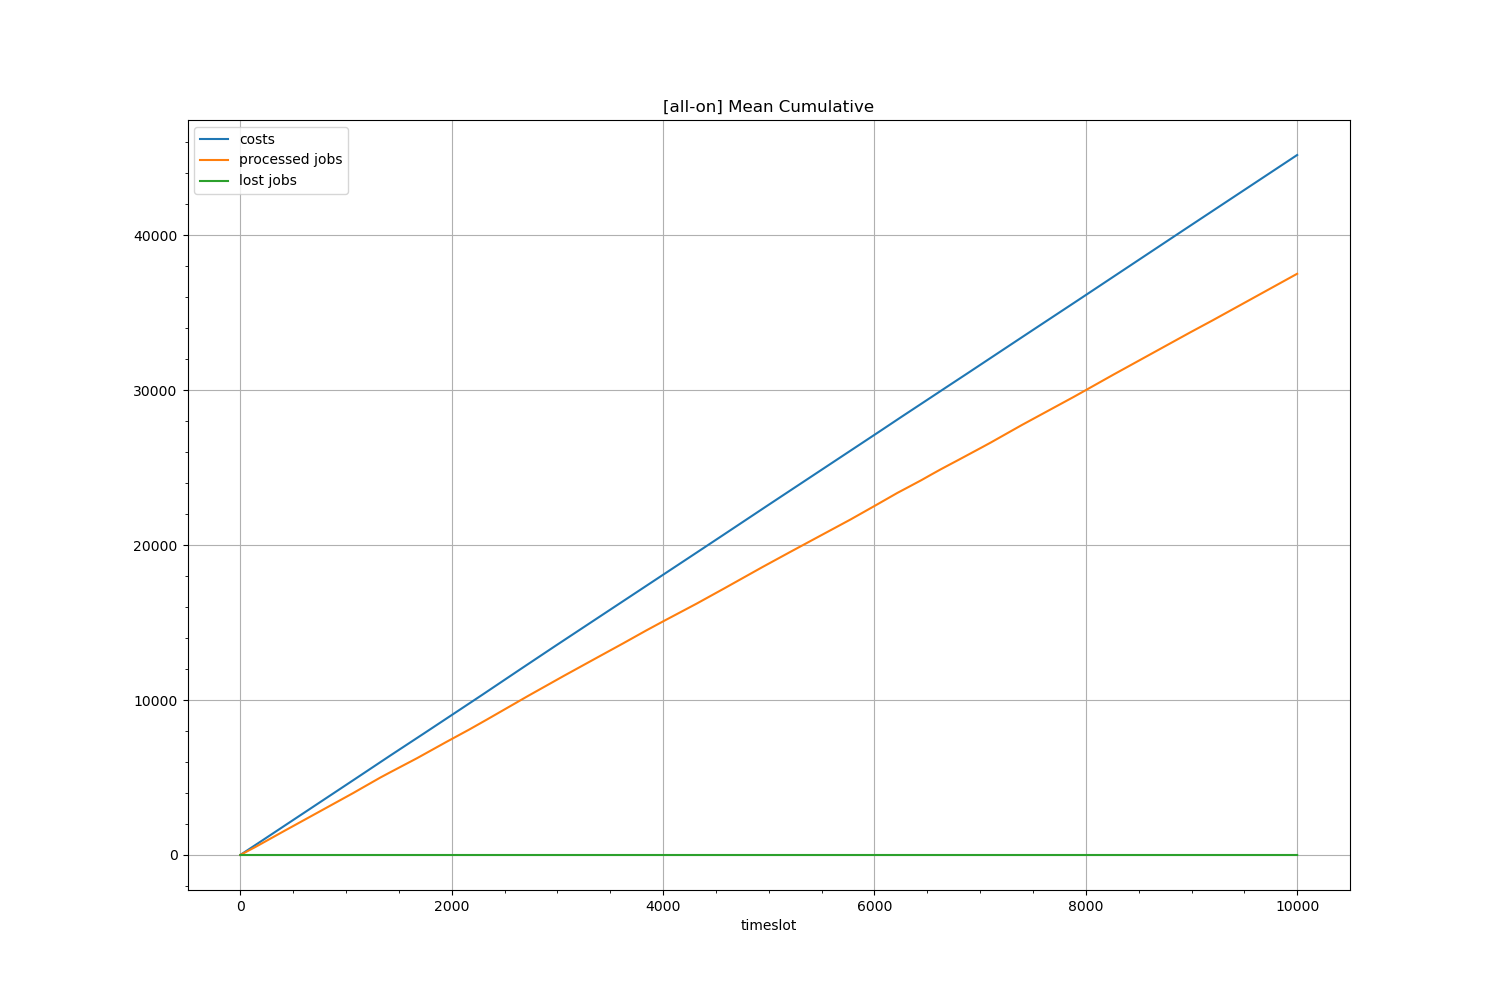 [all-on] Mean Cumulative
costs
processed jobs
lost jobs
40000
30000
20000
10000
0
0 2000 4000 6000 8000 10000
timeslot